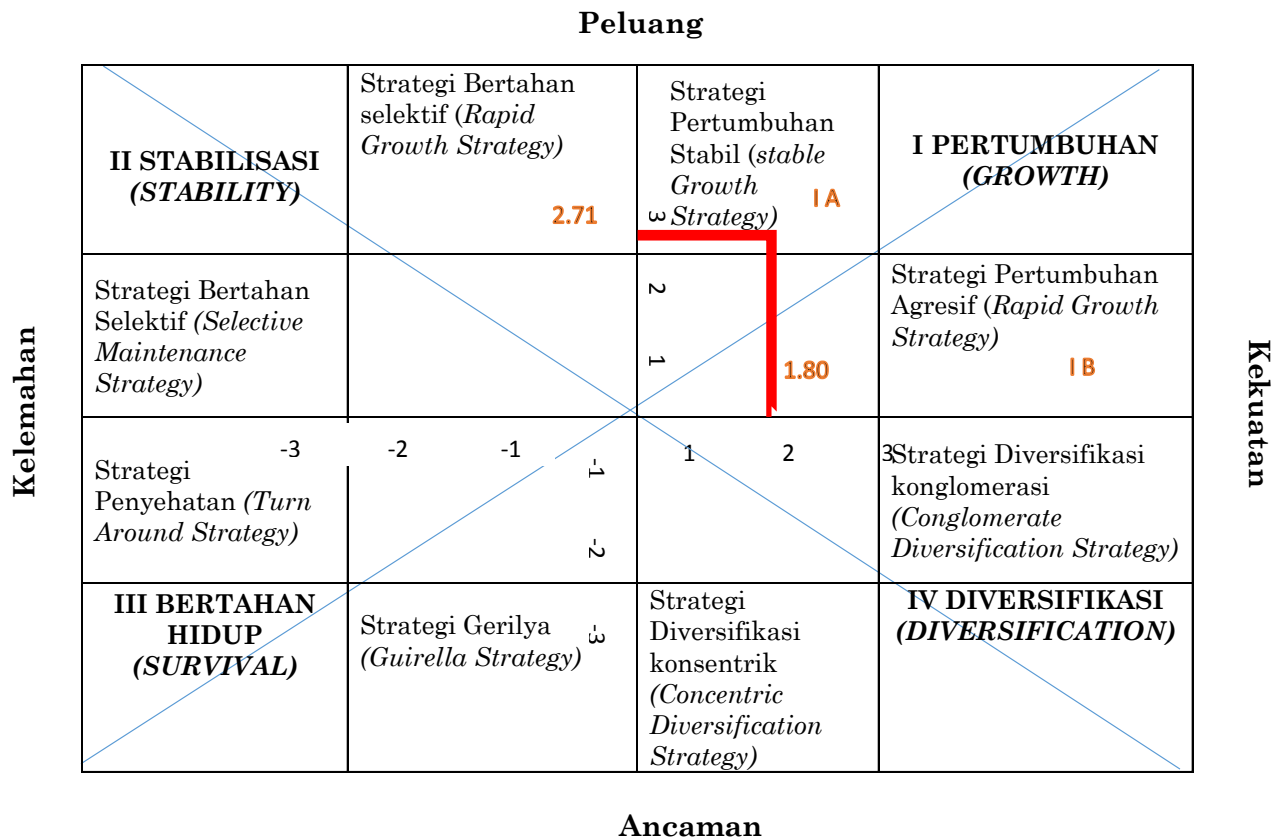 Peluang
II STABILISASI
(STABILITY)
Strategi Bertahan
selektif (Rapid
Growth Strategy)
2.71
Strategi
Pertumbuhan
Stabil (stable
Growth
Strategy)
I A
3
I PERTUMBUHAN
(GROWTH)
Strategi Bertahan
Selektif (Selective
Maintenance
Strategy)
2
1
1.80
Strategi Pertumbuhan
Agresif (Rapid Growth
Strategy)
I B
Kelemahan
Kekuatan
-3
-2
-1
Strategi
Penyehatan (Turn
Around Strategy)
-1
-2
1
2
3
Strategi Diversifikasi
konglomerasi
(Conglomerate
Diversification Strategy)
III BERTAHAN
HIDUP
(SURVIVAL)
Strategi Gerilya
(Guirella Strategy)
-3
Strategi
Diversifikasi
konsentrik
(Concentric
Diversification
Strategy)
IV DIVERSIFIKASI
(DIVERSIFICATION)
Ancaman